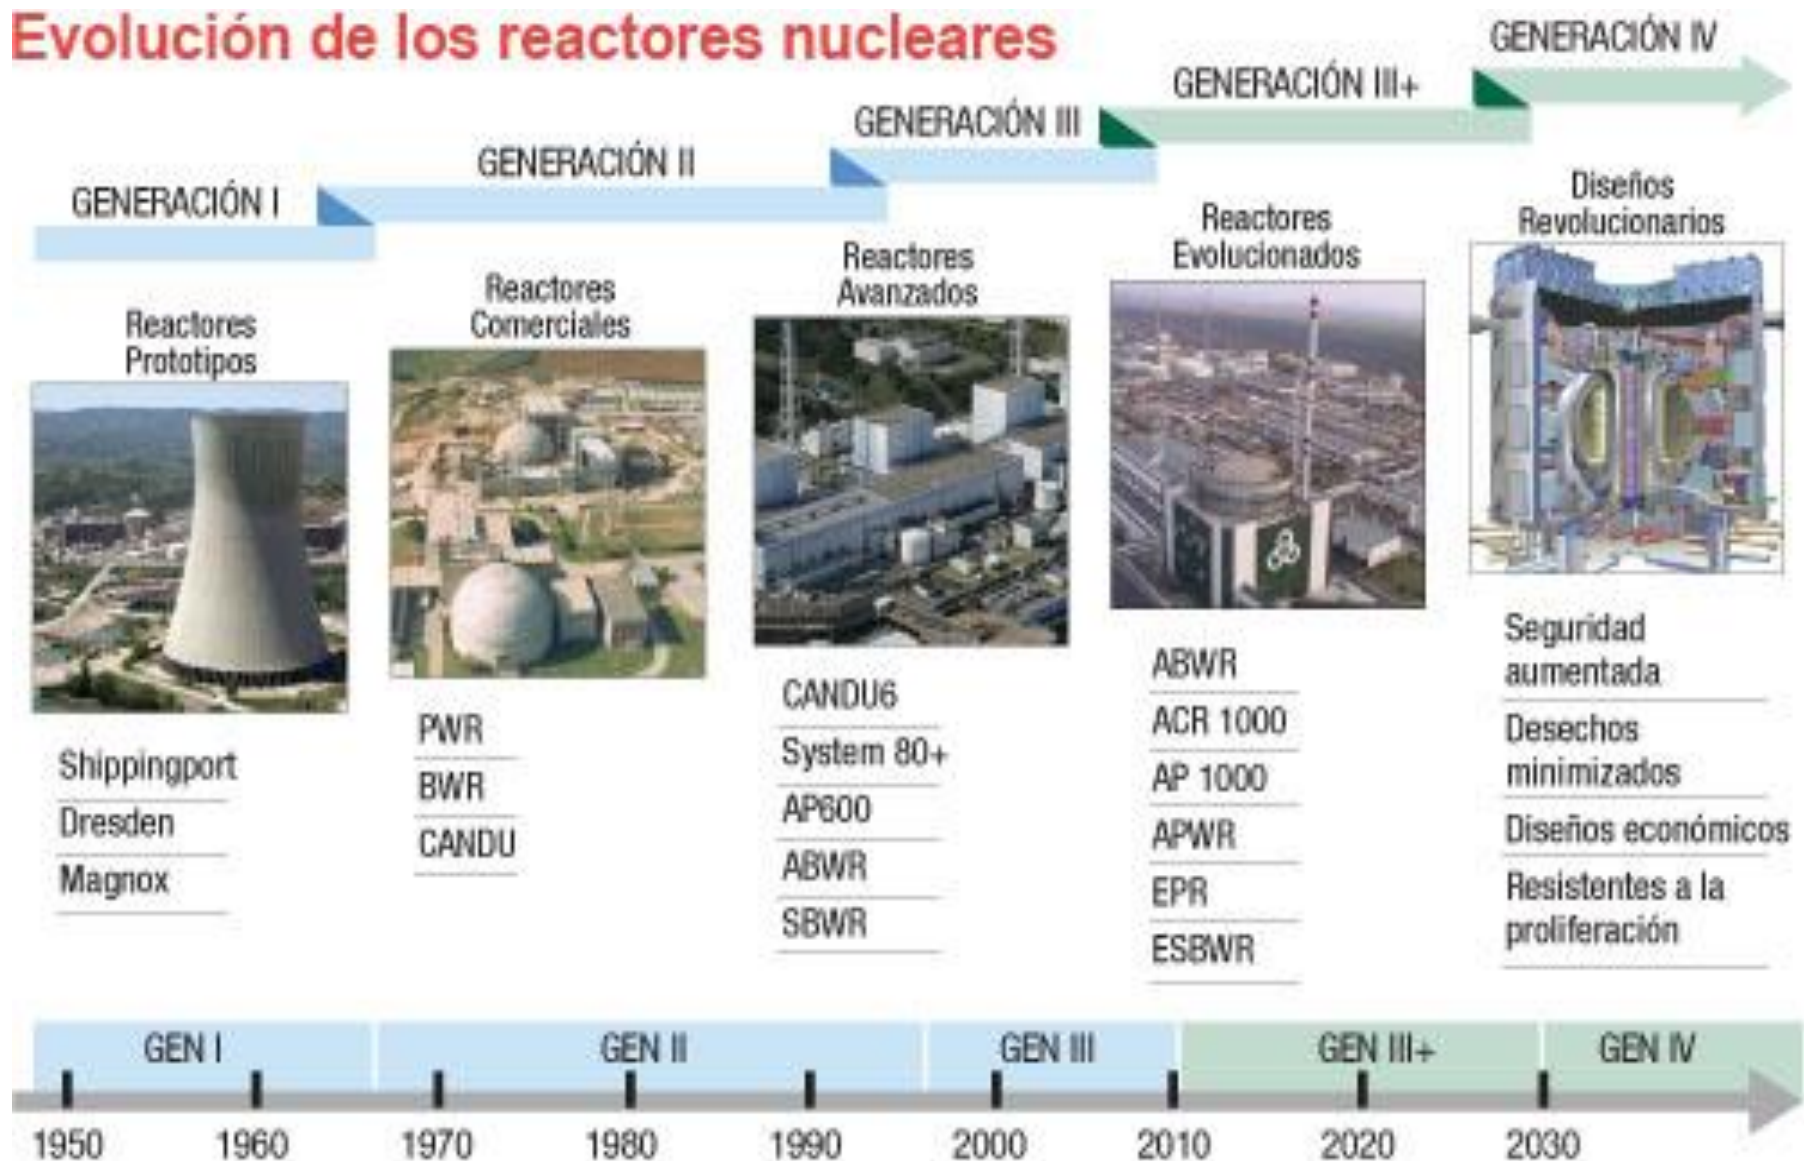 Evolución de los reactores nucleares
GENERACIÓN I
GENERACIÓN II
GENERACIÓN III
GENERACIÓN III+
GENERACIÓN IV
Reactores
Prototipos
Shippingport
Dresden
Magnox
Reactores
Comerciales
PWR
BWR
CANDU
Reactores
Avanzados
CANDU6
System 80+
AP600
ABWR
SBWR
Reactores
Evolucionados
ABWR
ACR 1000
AP 1000
APWR
EPR
ESBWR
Diseños
Revolucionarios
Seguridad
aumentada
Desechos
minimizados
Diseños económicos
Resistentes a la
proliferación
GEN I
GEN II
GEN III
GEN III+
GEN IV
1950
1960
1970
1980
1990
2000
2010
2020
2030